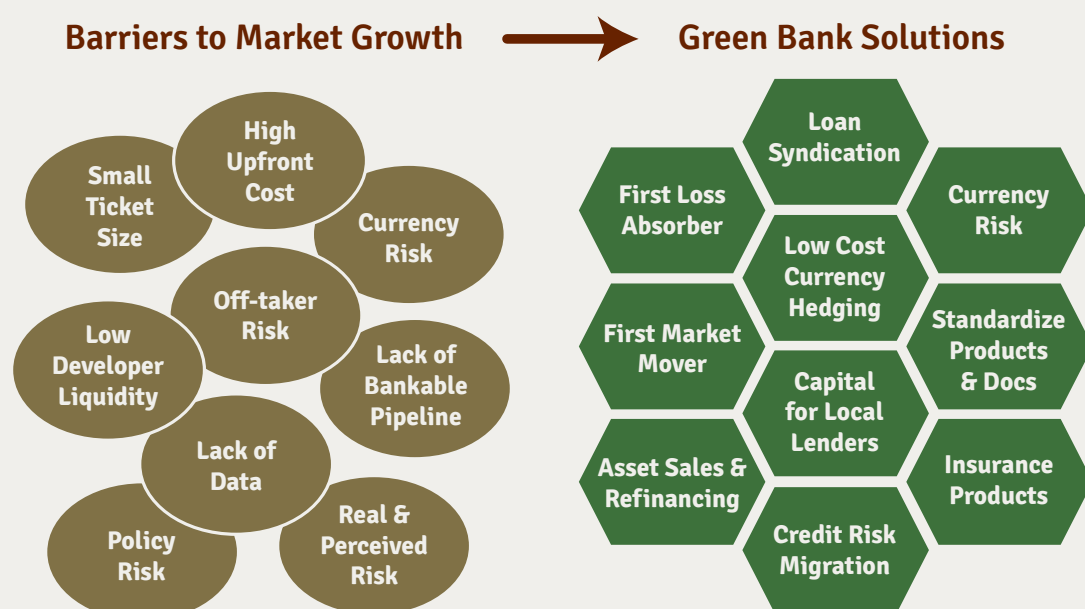 Barriers to Market Growth
Green Bank Solutions
High
Upfront
Cost
Small
Ticket
Size
Currency
Risk
Off-taker
Risk
Low
Developer
Liquidity
Lack of
Bankable
Pipeline
Lack of
Data
Policy
Risk
Real &
Perceived
Risk
Loan
Syndication
First Loss
Absorber
Currency
Risk
Low Cost
Currency
Hedging
First Market
Mover
Standardize
Products
& Docs
Capital
for Local
Lenders
Asset Sales &
Refinancing
Insurance
Products
Credit Risk
Migration